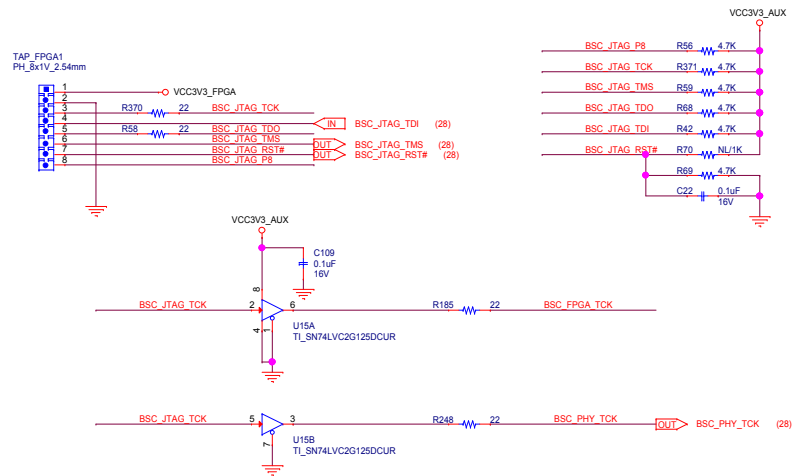 VCC3V3_AUX
TAP_FPGA1
PH_8x1V_2.54mm
1
VCC3V3_FPGA
2
3 R370 22 BSC_JTAG_TCK
4 IN BSC_JTAG_TDI (28)
5 R58 22 BSC_JTAG_TDO
6 BSC_JTAG_TMS OUT BSC_JTAG_TMS (28)
7 BSC_JTAG_RST# OUT BSC_JTAG_RST# (28)
8 BSC_JTAG_P8
BSC_JTAG_P8 R56 4.7K
BSC_JTAG_TCK R371 4.7K
BSC_JTAG_TMS R59 4.7K
BSC_JTAG_TDO R68 4.7K
BSC_JTAG_TDI R42 4.7K
BSC_JTAG_RST# R70 NL/1K
R69 4.7K
C22 0.1uF
16V
VCC3V3_AUX
C109
0.1uF
16V
8
BSC_JTAG_TCK 2 6 R185 22 BSC_FPGA_TCK
4 1
U15A
TI_SN74LVC2G125DCUR
BSC_JTAG_TCK 5 3 R248 22 BSC_PHY_TCK OUT BSC_PHY_TCK (28)
7
U15B
TI_SN74LVC2G125DCUR